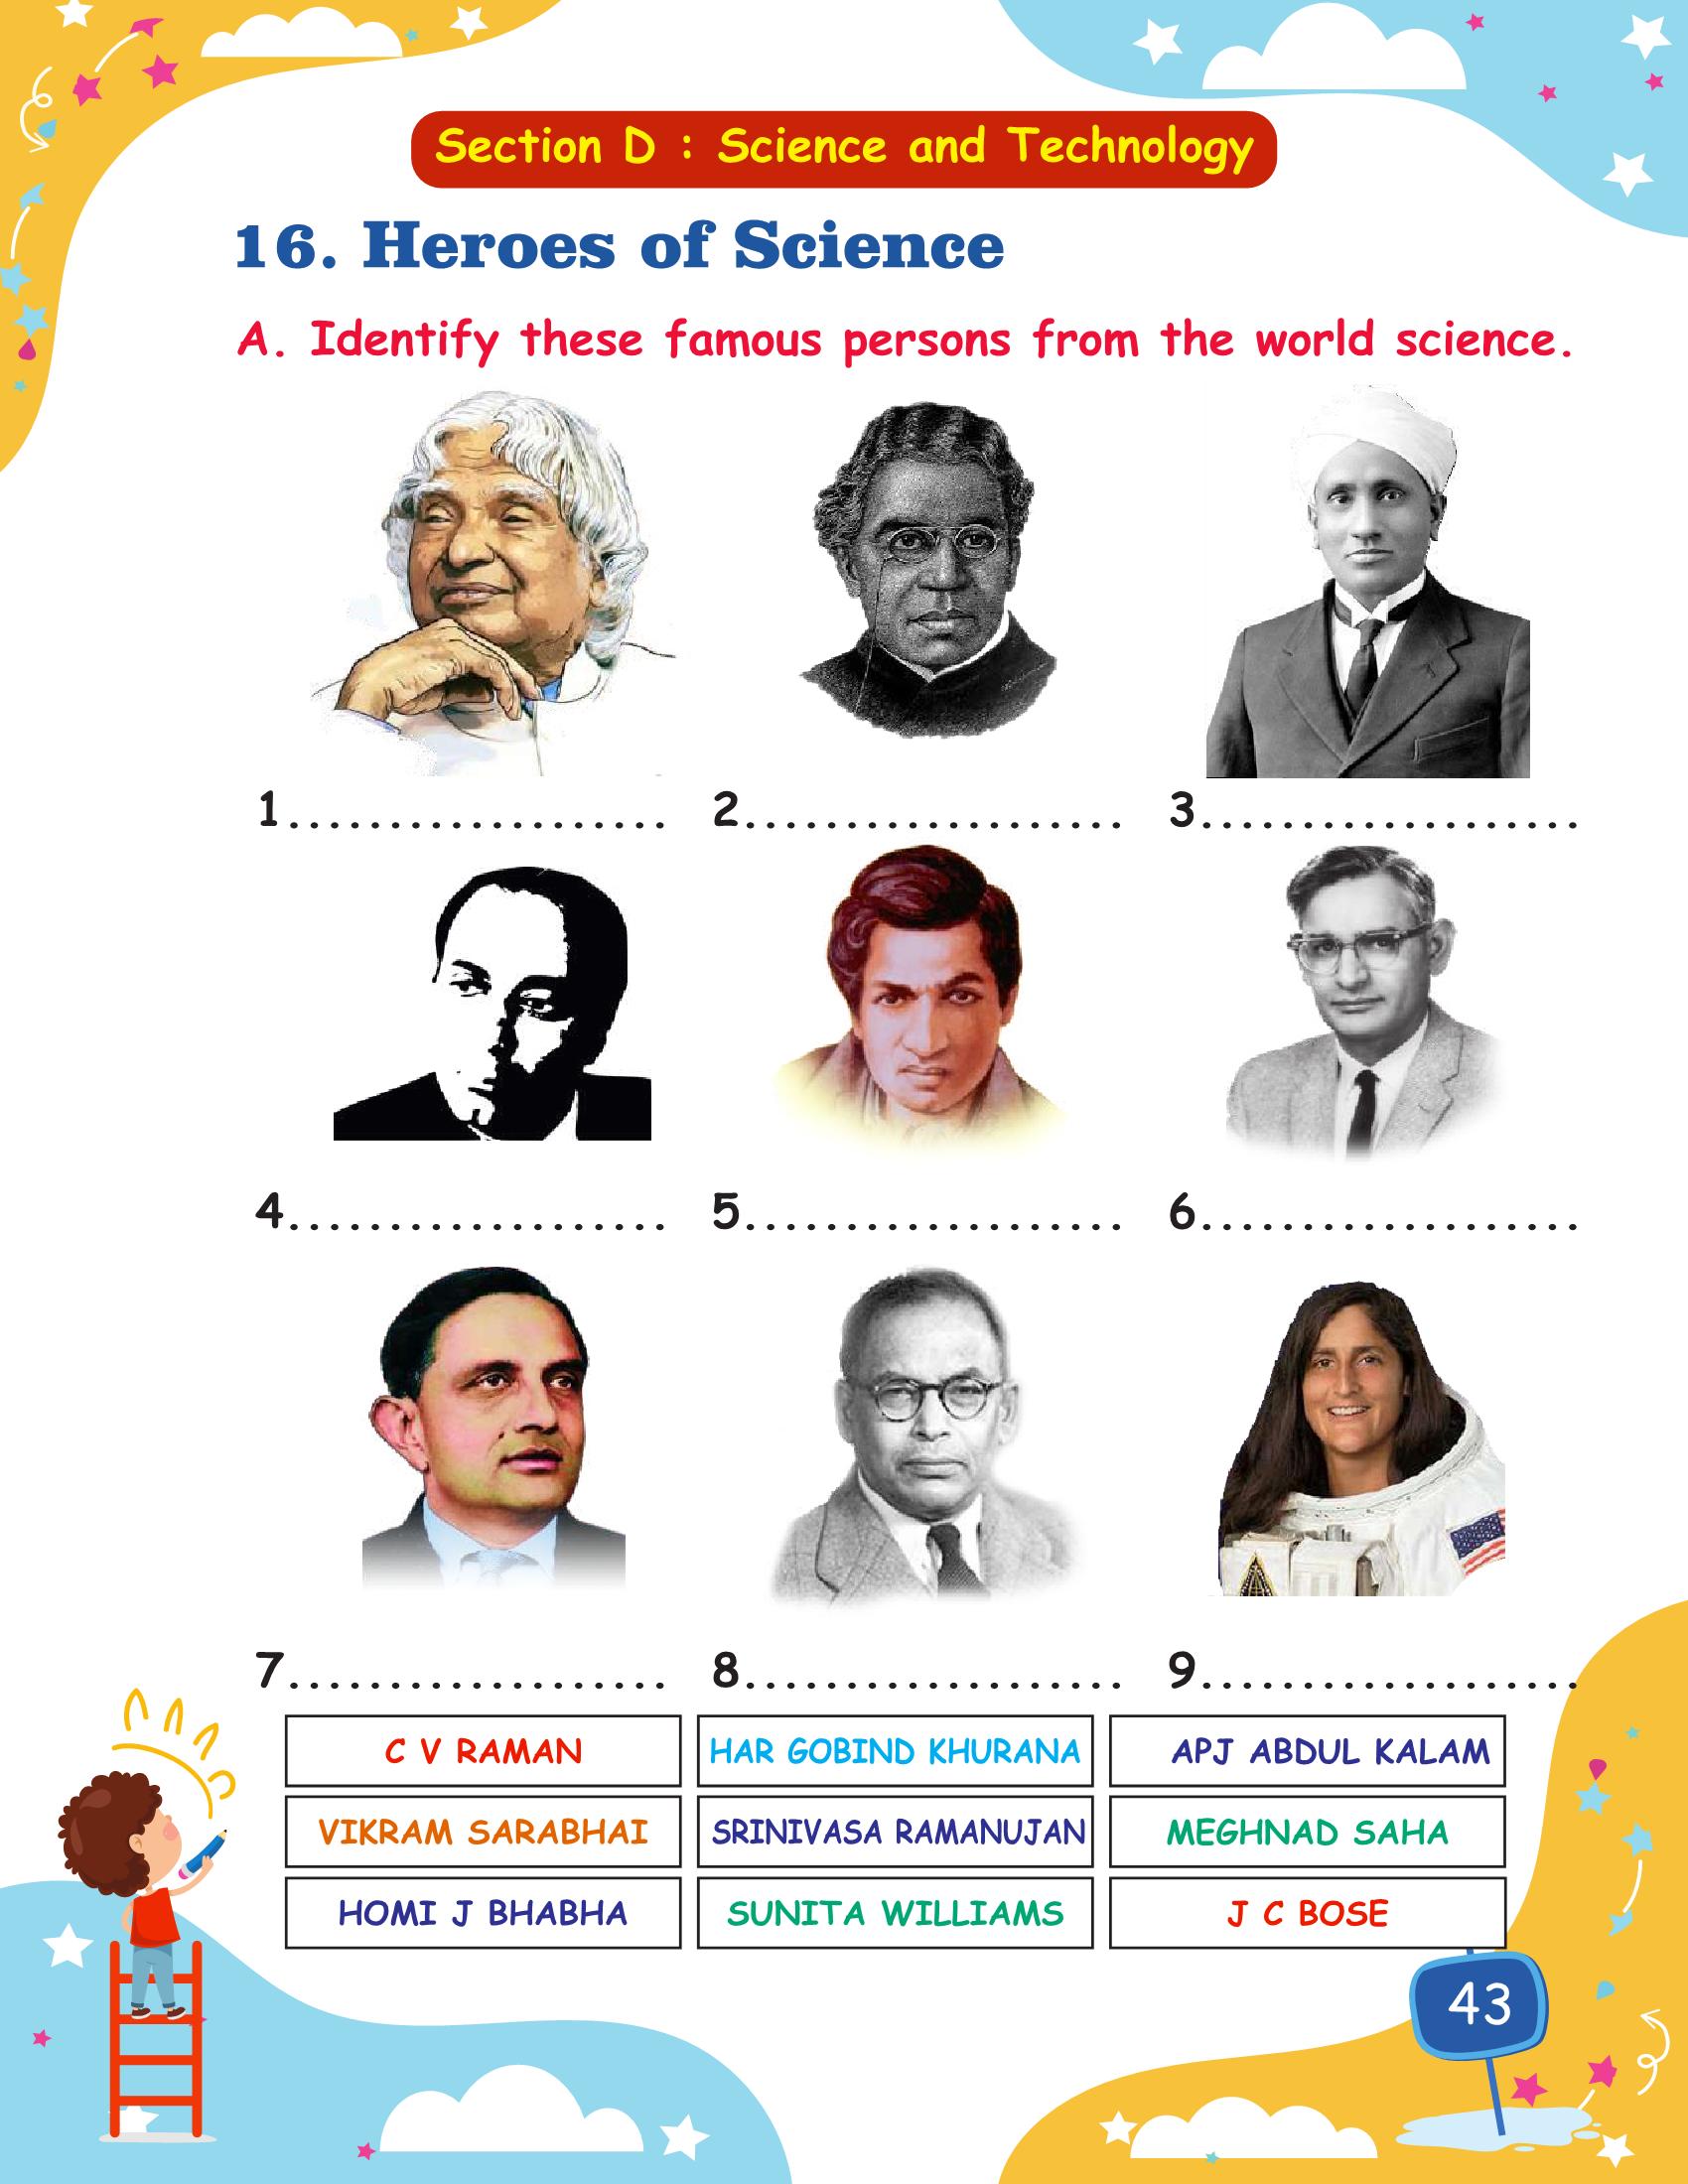 Section D : Science and Technology
16. Heroes of Science
A. Identify these famous persons from the world science.
1................... 2................... 3...................
4................... 5................... 6...................
7................... 8................... 9...................
C V RAMAN HAR GOBIND KHURANA APJ ABDUL KALAM
VIKRAM SARABHAI SRINIVASA RAMANUJAN MEGHNAD SAHA
HOMI J BHABHA SUNITA WILLIAMS J C BOSE
43